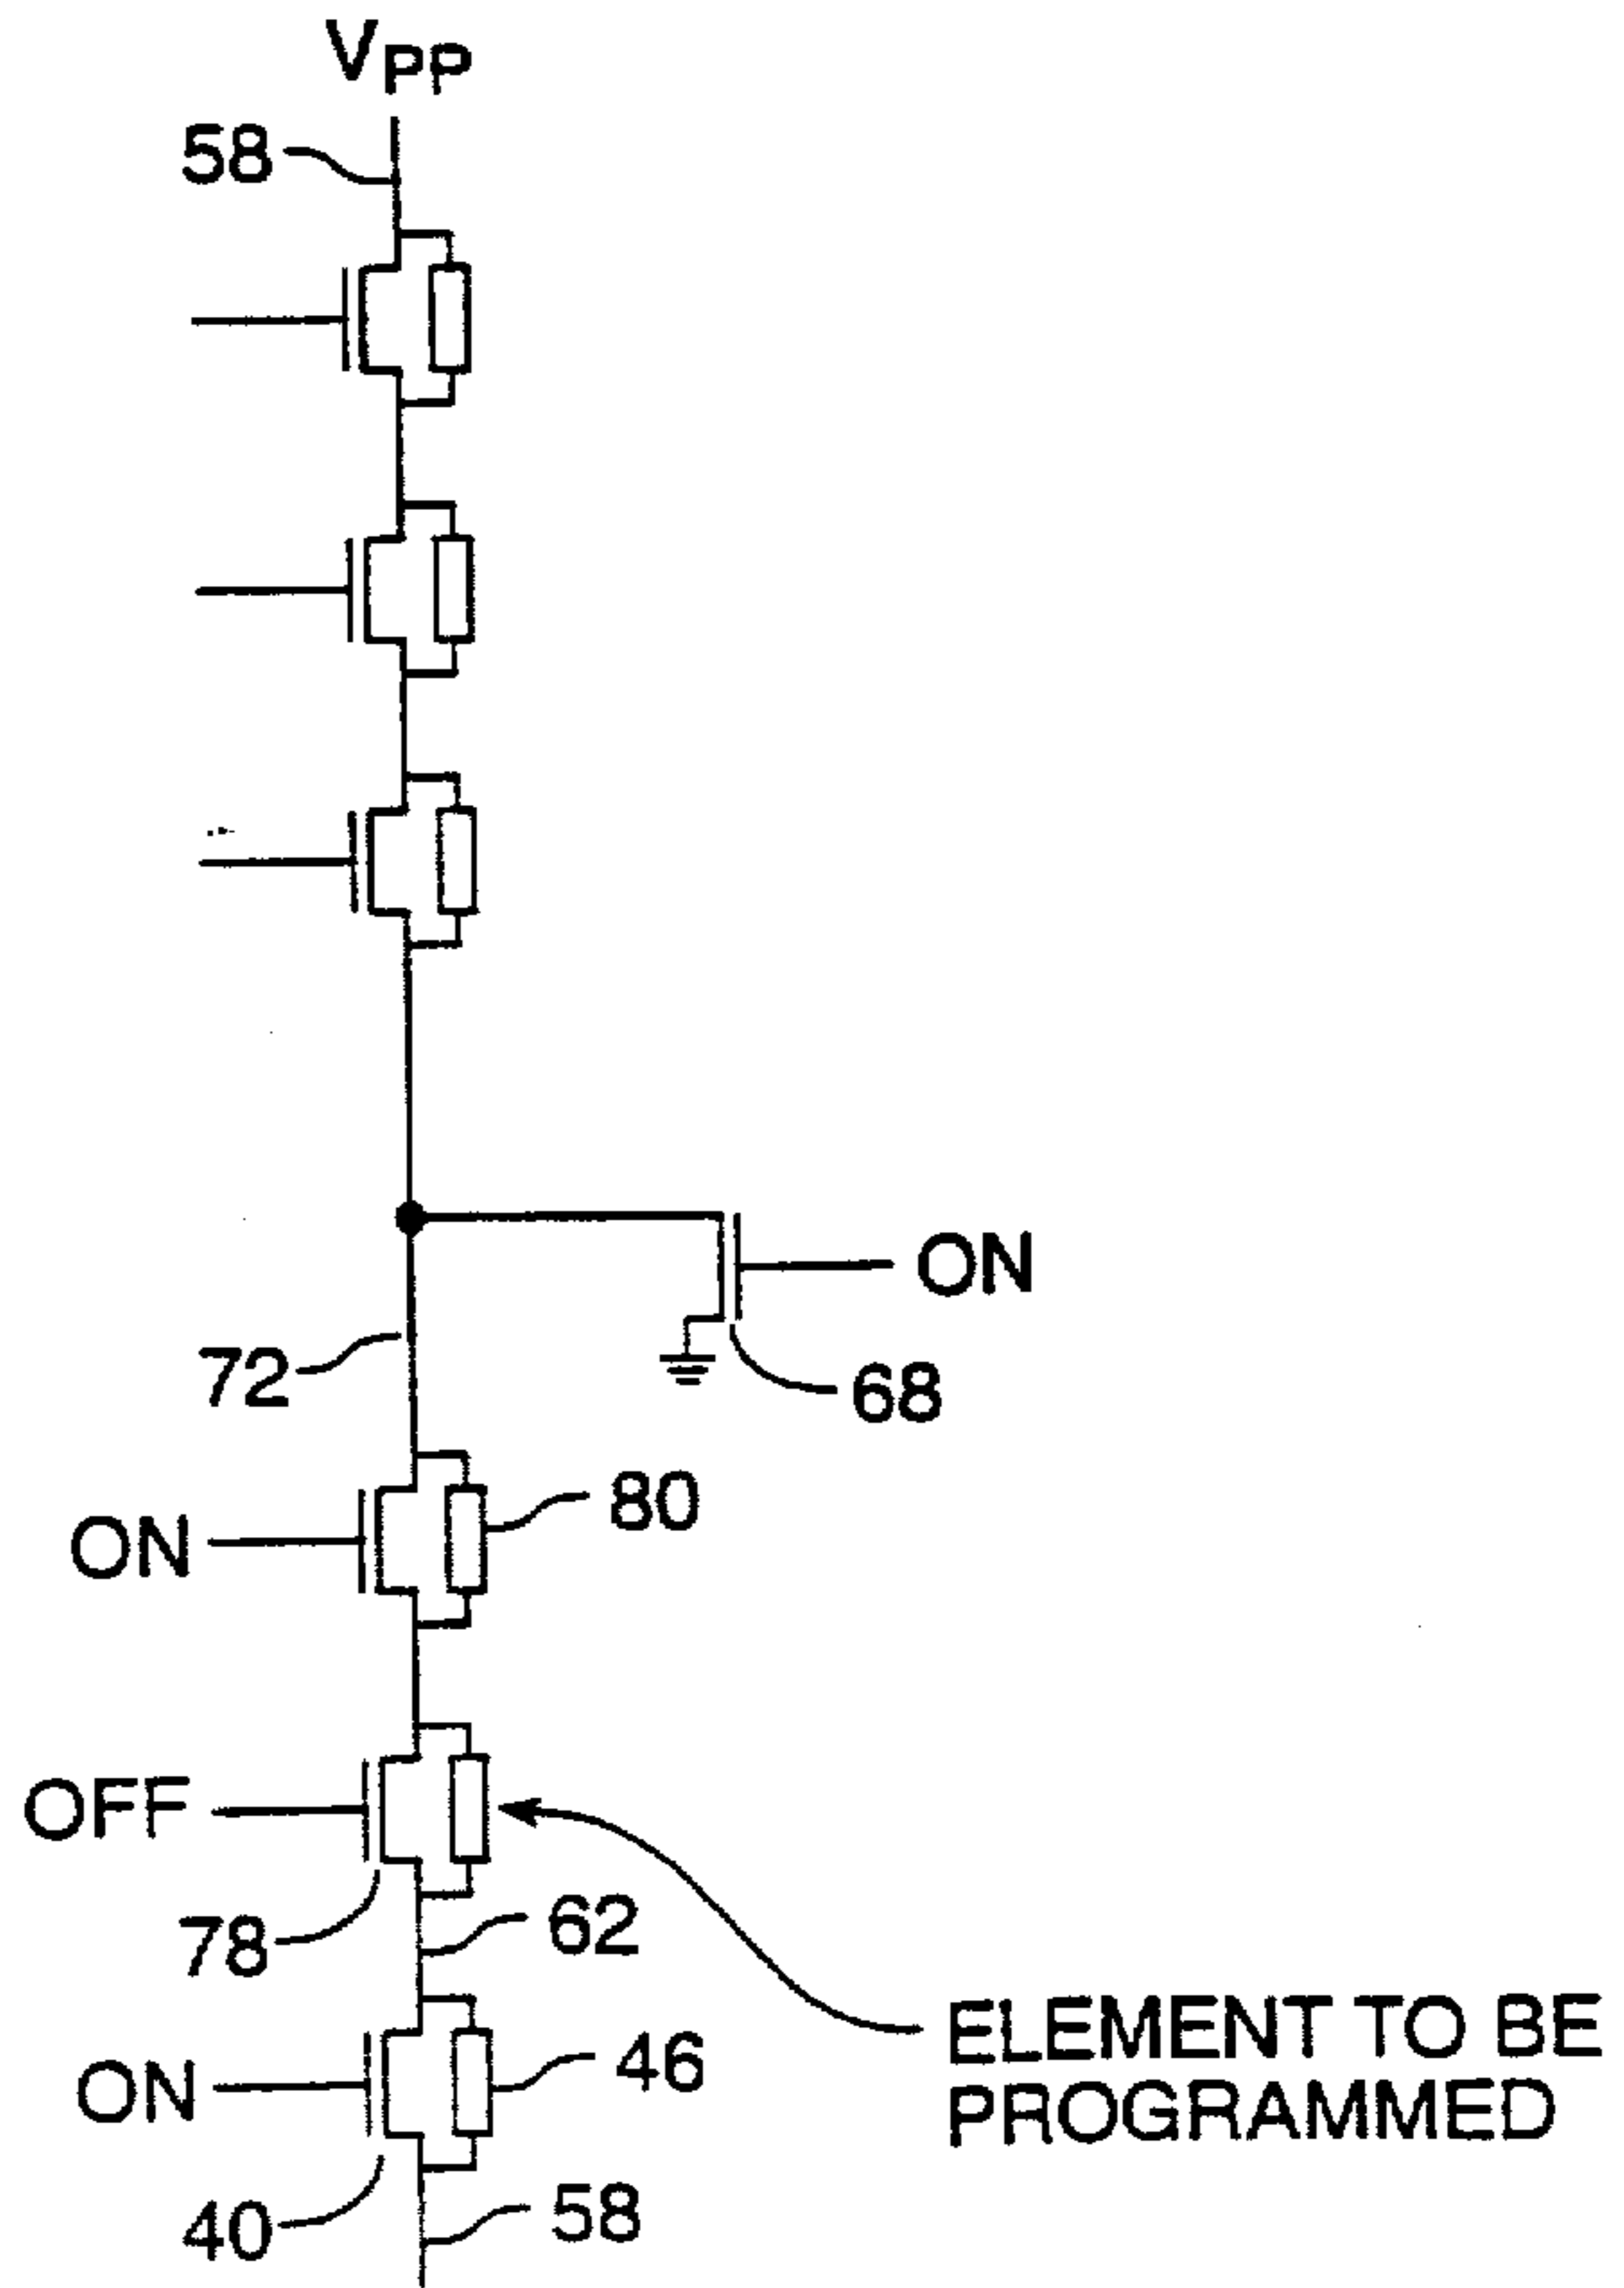 VPP
58
ON
72
68
80
ON
OFF
62
78
46
ELEMENT TO BE
PROGRAMMED
ON
58
40